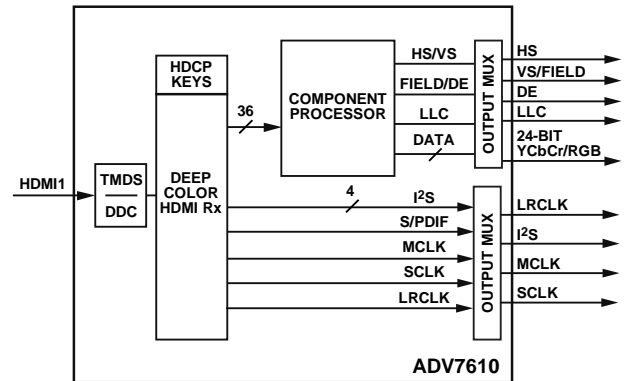 HDMI1
TMDS
DDC
HDCP
KEYS
DEEP
COLOR
HDMI Rx
36
COMPONENT
PROCESSOR
HS/VS
FIELD/DE
LLC
DATA
OUTPUT MUX
HS
VS/FIELD
DE
LLC
24-BIT
YCbCr/RGB
4
I²S
S/PDIF
MCLK
SCLK
LRCLK
OUTPUT MUX
LRCLK
I²S
MCLK
SCLK
ADV7610